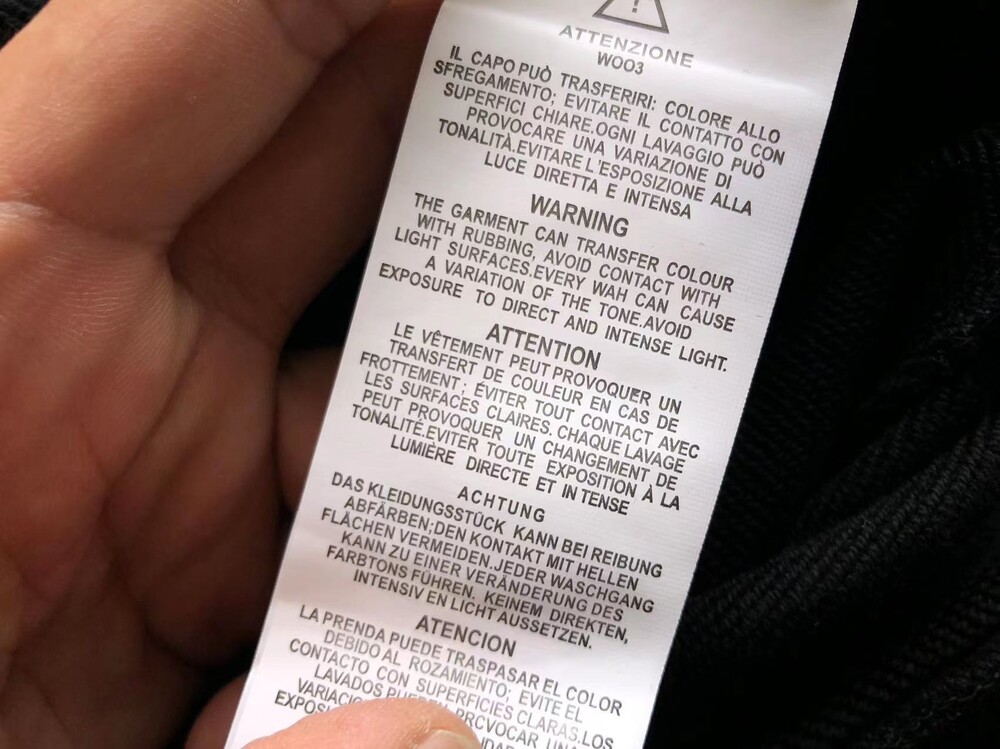 !
ATTENZIONE
W003
IL CAPO PUÒ TRASFERIRI: COLORE ALLO
SFREGAMENTO; EVITARE IL CONTATTO CON
SUPERFICI CHIARE.OGNI LAVAGGIO PUÒ
PROVOCARE UNA VARIAZIONE DI
TONALITÀ.EVITARE L'ESPOSIZIONE ALLA
LUCE DIRETTA E INTENSA
WARNING
THE GARMENT CAN TRANSFER COLOUR
WITH RUBBING, AVOID CONTACT WITH
LIGHT SURFACES.EVERY WAH CAN CAUSE
A VARIATION OF THE TONE.AVOID
EXPOSURE TO DIRECT AND INTENSE LIGHT.
ATTENTION
LE VÊTEMENT PEUT PROVOQUER UN
TRANSFERT DE COULEUR EN CAS DE
FROTTEMENT; ÉVITER TOUT CONTACT AVEC
LES SURFACES CLAIRES. CHAQUE LAVAGE
PEUT PROVOQUER UN CHANGEMENT DE
TONALITÉ.EVITER TOUTE EXPOSITION À LA
LUMIÈRE DIRECTE ET IN TENSE
ACHTUNG
DAS KLEIDUNGSSTÜCK KANN BEI REIBUNG
ABFÄRBEN:DEN KONTAKT MIT HELLEN
FLÄCHEN VERMEIDEN.JEDER WASCHGANG
KANN ZU EINER VERÄNDERUNG DES
FARBTONS FÜHREN. KEINEM DIREKTEN,
INTENSIV EN LICHT AUSSETZEN.
ATENCION
LA PRENDA PUEDE TRASPASAR EL COLOR
DEBIDO AL ROZAMIENTO; EVITE EL
CONTACTO CON SUPERFICIES CLARAS.LOS
LAVADOS PRCVOCAR